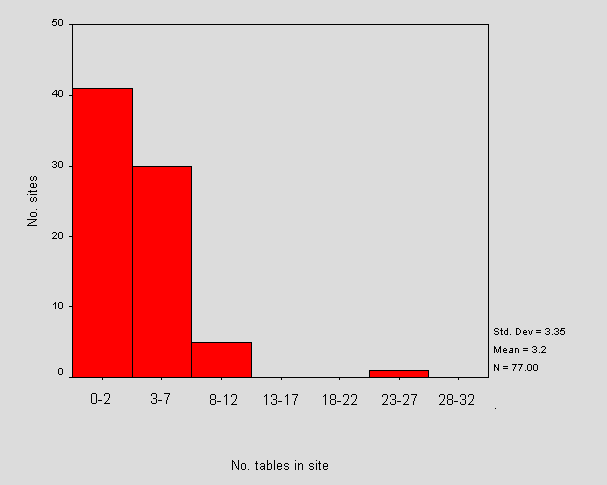 50
40
30
20
10
0
No. sites
0-2 3-7 8-12 13-17 18-22 23-27 28-32
No. tables in site
Std. Dev = 3.35
Mean = 3.2
N = 77.00
.